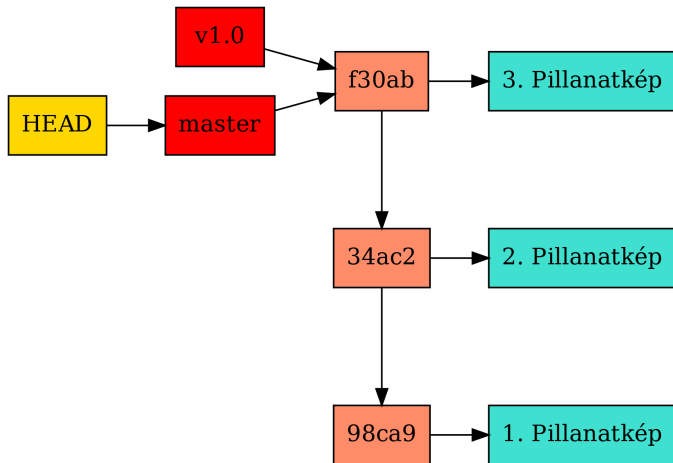 v1.0
f30ab
3. Pillanatkép
HEAD
master
34ac2
2. Pillanatkép
98ca9
1. Pillanatkép